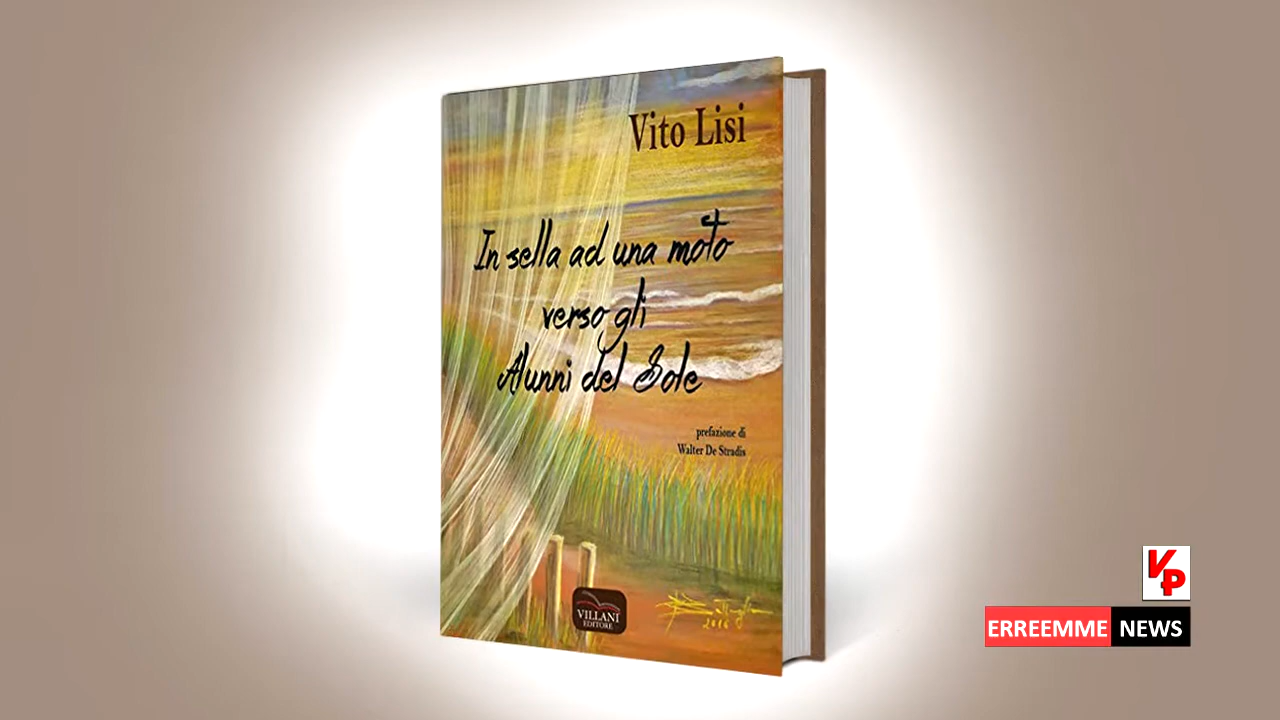 Vito Lisi
In sella ad una moto
verso gli
Alunni del Sole
prefazione di
Walter De Stradis
VILLANI
EDITORE
2016
VP
ERREEMME NEWS